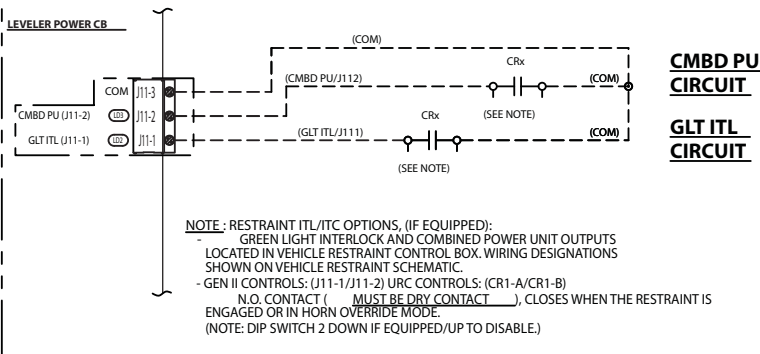 LEVELER POWER CB
(COM)
CMBD PU
CIRCUIT
CRx
COM
J11-3
(CMBD PU/J112)
(COM)
CMBD PU (J11-2)
LD3
J11-2
(SEE NOTE)
CRx
GLT ITL
CIRCUIT
GLT ITL (J11-1)
LD2
J11-1
(GLT ITL/J111)
(COM)
(SEE NOTE)
NOTE : RESTRAINT ITL/ITC OPTIONS, (IF EQUIPPED):
- GREEN LIGHT INTERLOCK AND COMBINED POWER UNIT OUTPUTS
LOCATED IN VEHICLE RESTRAINT CONTROL BOX. WIRING DESIGNATIONS
SHOWN ON VEHICLE RESTRAINT SCHEMATIC.
- GEN II CONTROLS: (J11-1/J11-2) URC CONTROLS: (CR1-A/CR1-B)
N.O. CONTACT ( MUST BE DRY CONTACT ), CLOSES WHEN THE RESTRAINT IS
ENGAGED OR IN HORN OVERRIDE MODE.
(NOTE: DIP SWITCH 2 DOWN IF EQUIPPED/UP TO DISABLE.)